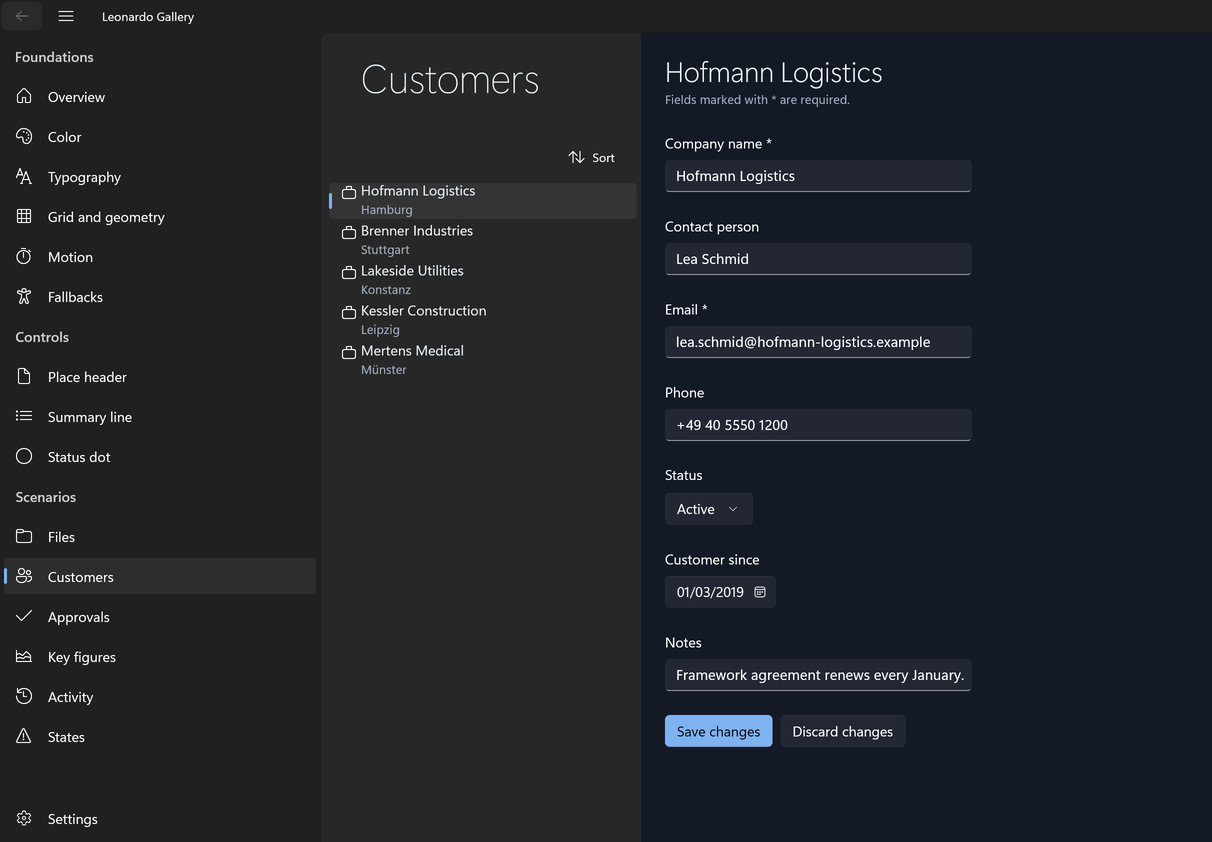 Leonardo Gallery
Foundations
Overview
Color
Typography
Grid and geometry
Motion
Fallbacks
Controls
Place header
Summary line
Status dot
Scenarios
Files
Customers
Approvals
Key figures
Activity
States
Settings
Customers
Sort
Hofmann Logistics
Hamburg
Brenner Industries
Stuttgart
Lakeside Utilities
Konstanz
Kessler Construction
Leipzig
Mertens Medical
Münster
Hofmann Logistics
Fields marked with * are required.
Company name *
Hofmann Logistics
Contact person
Lea Schmid
Email *
lea.schmid@hofmann-logistics.example
Phone
+49 40 5550 1200
Status
Active
Customer since
01/03/2019
Notes
Framework agreement renews every January.
Save changes
Discard changes